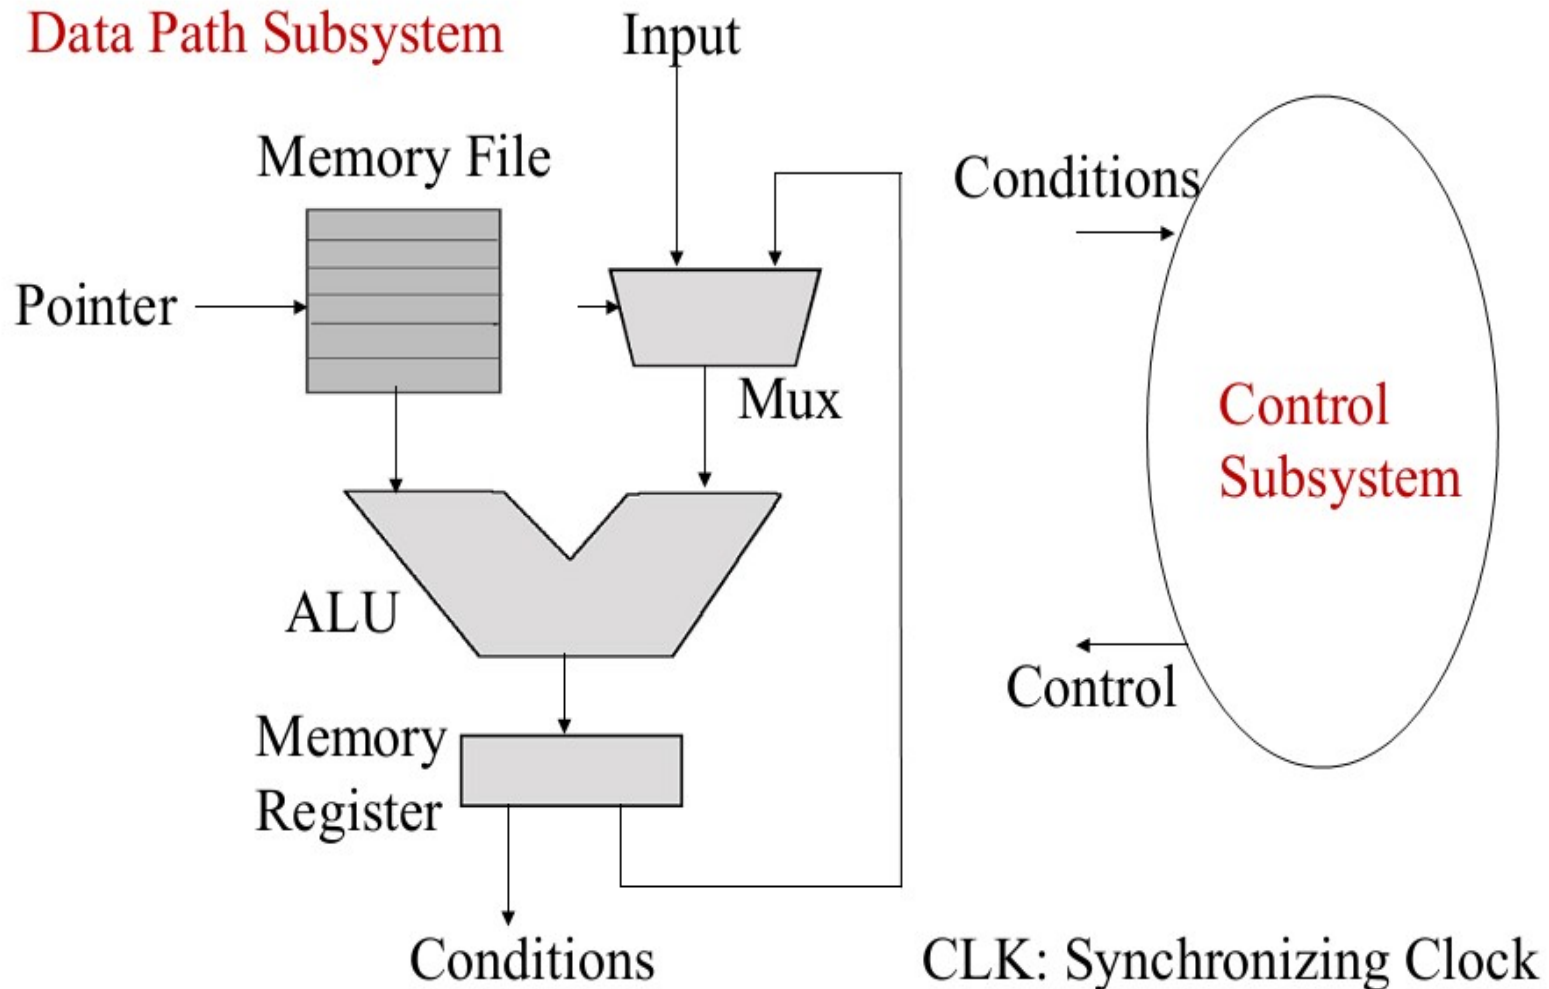 Data Path Subsystem
Input
Memory File
Conditions
Pointer
Mux
Control
Subsystem
ALU
Control
Memory
Register
Conditions
CLK: Synchronizing Clock